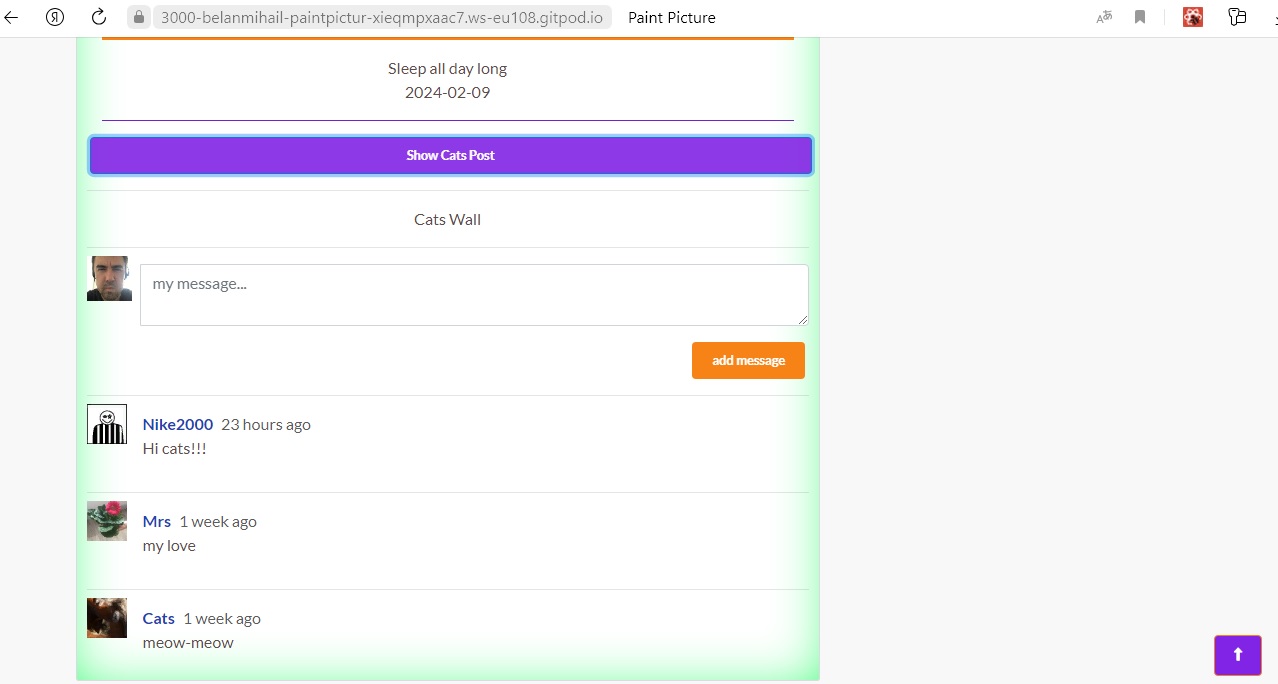 3000-belanmihail-paintpictur-xieqmpxaac7.ws-eu108.gitpod.io Paint Picture
Sleep all day long
2024-02-09
Show Cats Post
Cats Wall
my message...
add message
Nike2000 23 hours ago
Hi cats!!!
Mrs 1 week ago
my love
Cats 1 week ago
meow-meow